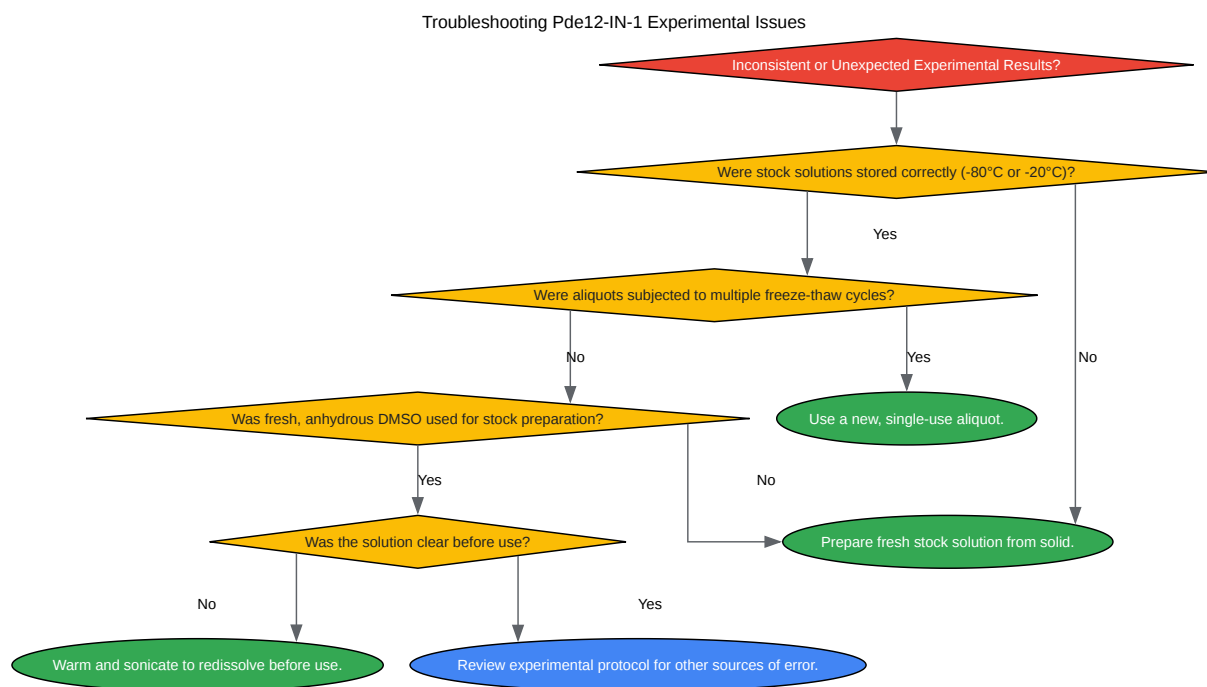 Troubleshooting Pde12-IN-1 Experimental Issues
Inconsistent or Unexpected Experimental Results?
Were stock solutions stored correctly (-80°C or -20°C)?
Yes
Were aliquots subjected to multiple freeze-thaw cycles?
No
Yes
No
Was fresh, anhydrous DMSO used for stock preparation?
Use a new, single-use aliquot.
Yes
No
Was the solution clear before use?
Prepare fresh stock solution from solid.
No
Yes
Warm and sonicate to redissolve before use.
Review experimental protocol for other sources of error.